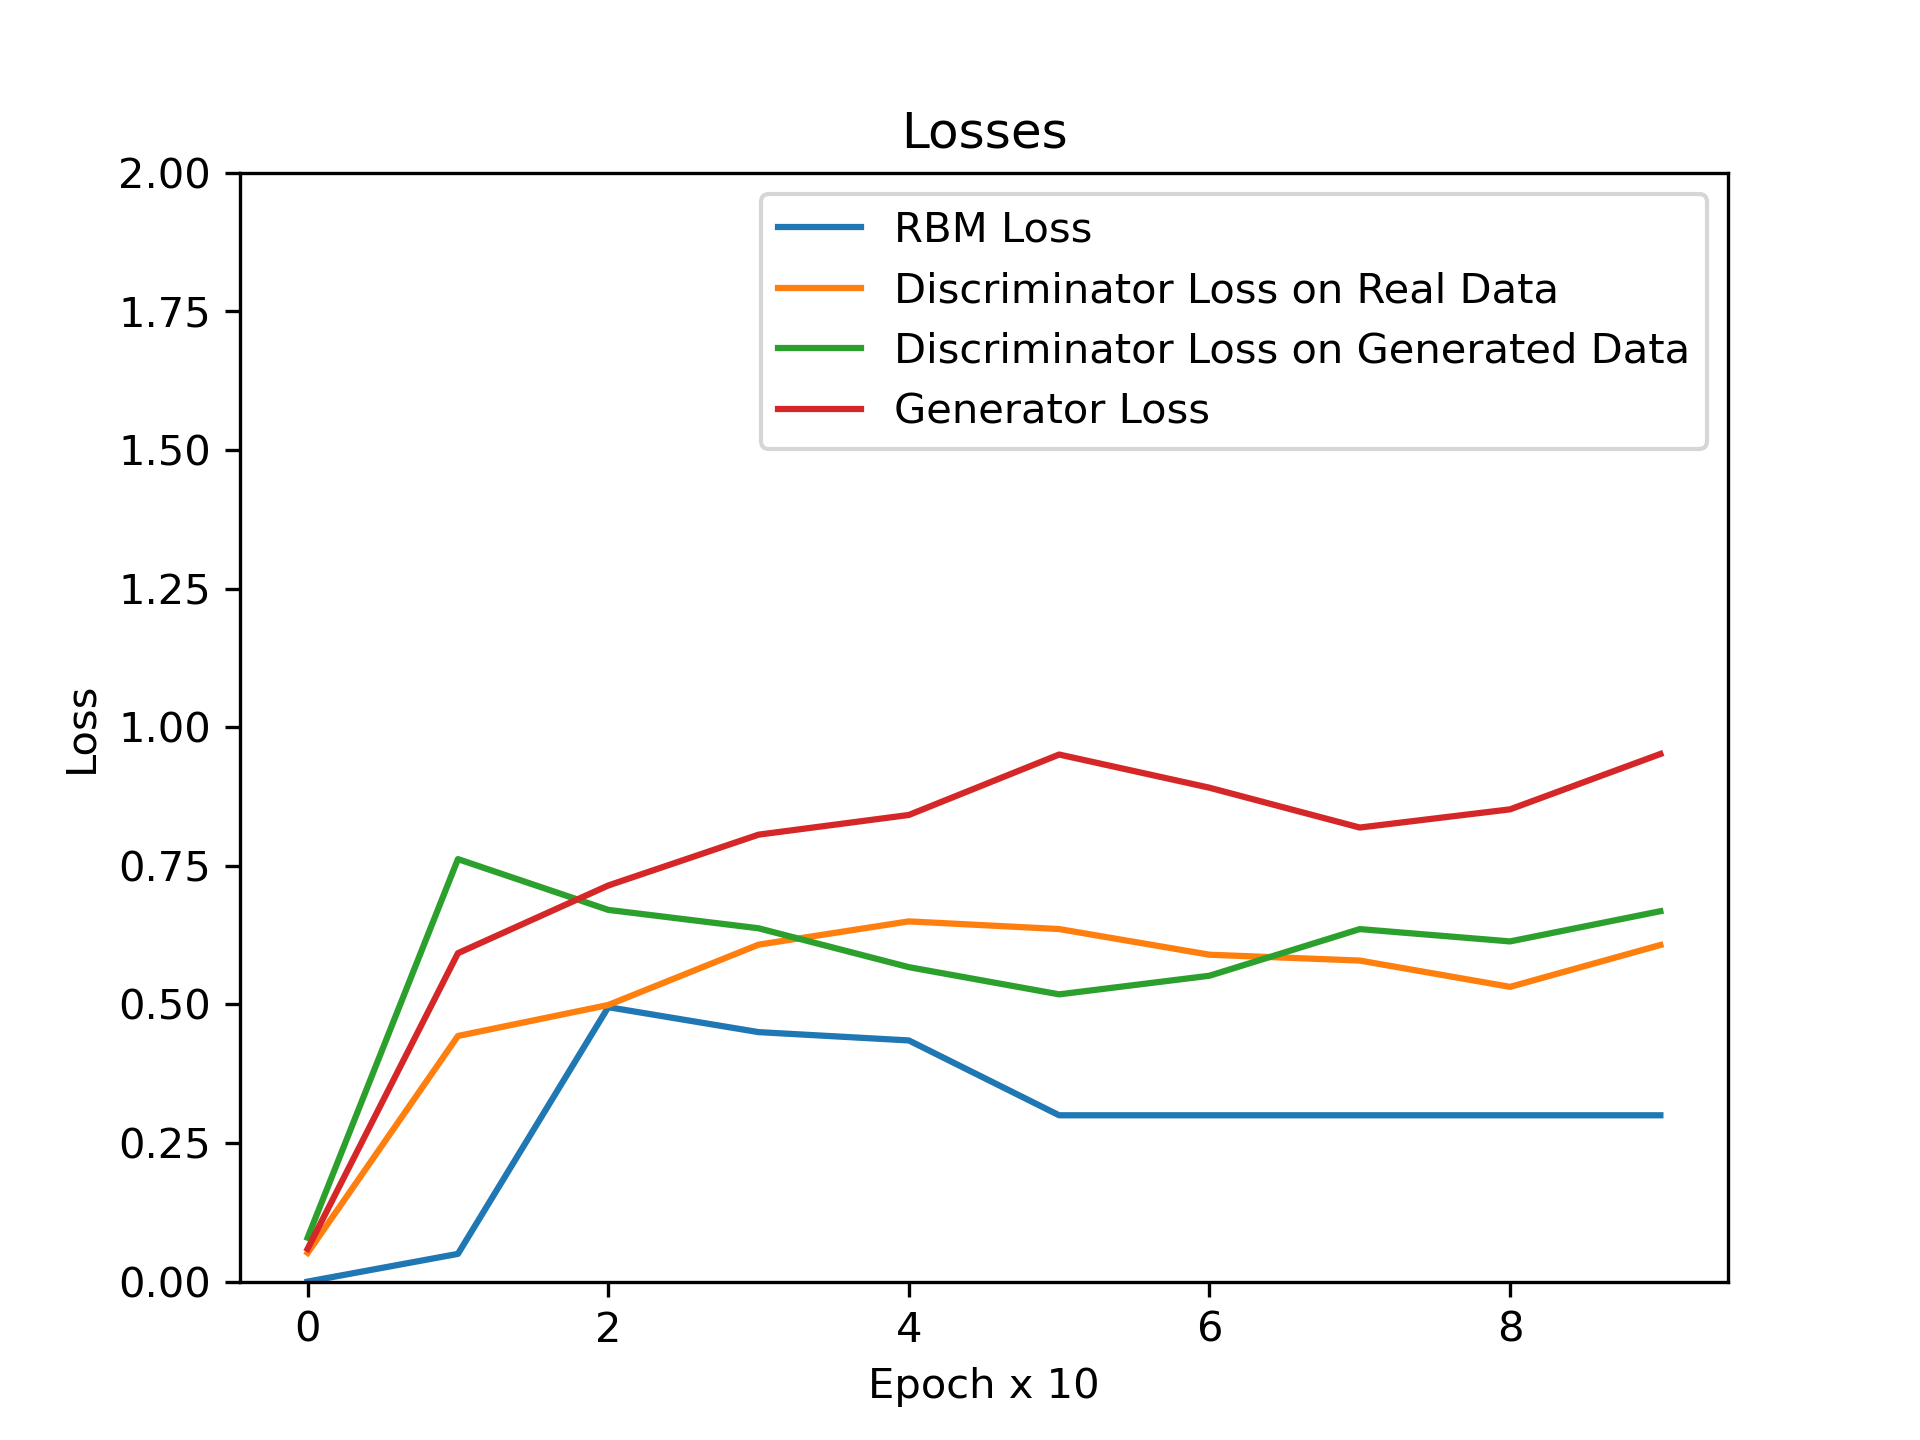 Losses
2.00
1.75
1.50
1.25
1.00
0.75
0.50
0.25
0.00
Loss
RBM Loss
Discriminator Loss on Real Data
Discriminator Loss on Generated Data
Generator Loss
0 2 4 6 8
Epoch x 10